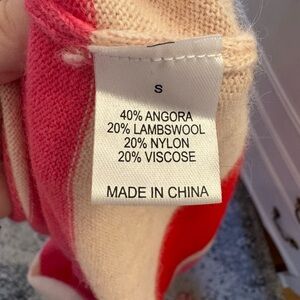 S
40% ANGORA
20% LAMBSWOOL
20% NYLON
20% VISCOSE
MADE IN CHINA